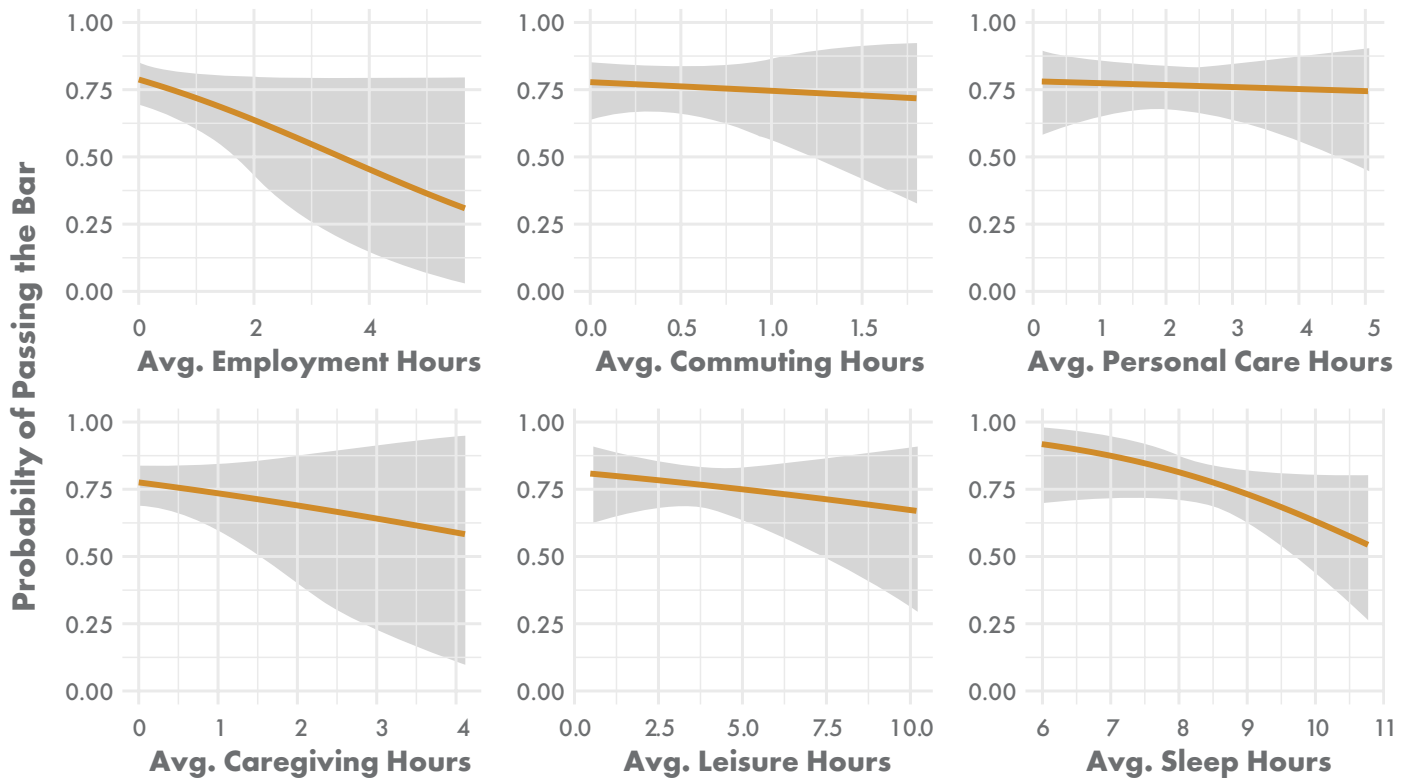 Probabilty of Passing the Bar
1.00
0.75
0.50
0.25
0.00
0 2 4
Avg. Employment Hours
1.00
0.75
0.50
0.25
0.00
0.0 0.5 1.0 1.5
Avg. Commuting Hours
1.00
0.75
0.50
0.25
0.00
0 1 2 3 4 5
Avg. Personal Care Hours
1.00
0.75
0.50
0.25
0.00
0 1 2 3 4
Avg. Caregiving Hours
1.00
0.75
0.50
0.25
0.00
0.0 2.5 5.0 7.5 10.0
Avg. Leisure Hours
1.00
0.75
0.50
0.25
0.00
6 7 8 9 10 11
Avg. Sleep Hours